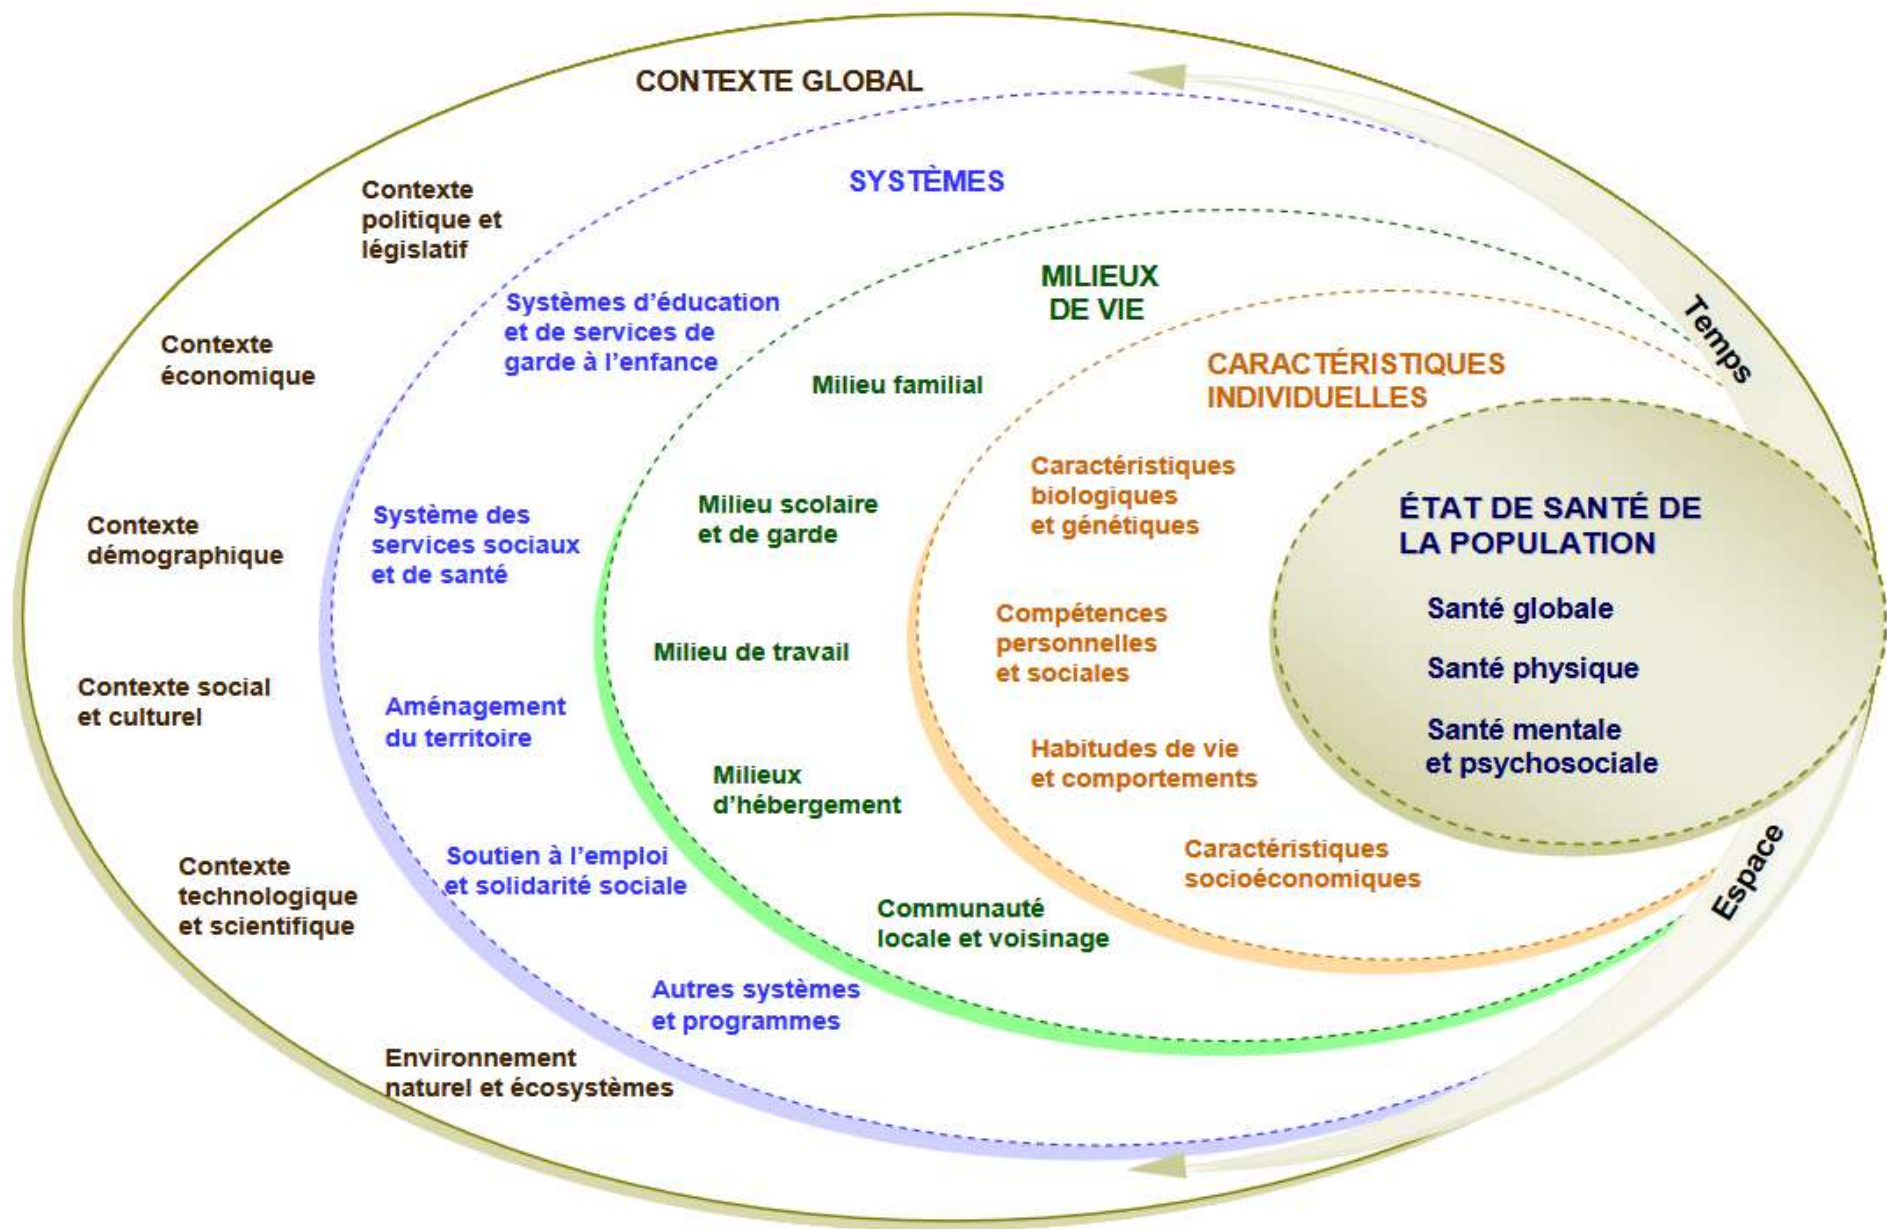 CONTEXTE GLOBAL
Contexte
politique et
législatif
Contexte
économique
Contexte
démographique
Contexte social
et culturel
Contexte
technologique
et scientifique
Environnement
naturel et écosystèmes
SYSTÈMES
Systèmes d’éducation
et de services de
garde à l’enfance
Système des
services sociaux
et de santé
Aménagement
du territoire
Soutien à l’emploi
et solidarité sociale
Autres systèmes
et programmes
MILIEUX
DE VIE
Milieu familial
Milieu scolaire
et de garde
Milieu de travail
Milieux
d’hébergement
Communauté
locale et voisinage
CARACTÉRISTIQUES
INDIVIDUELLES
Caractéristiques
biologiques
et génétiques
Compétences
personnelles
et sociales
Habitudes de vie
et comportements
Caractéristiques
socioéconomiques
ÉTAT DE SANTÉ DE
LA POPULATION
Santé globale
Santé physique
Santé mentale
et psychosociale
Temps
Espace